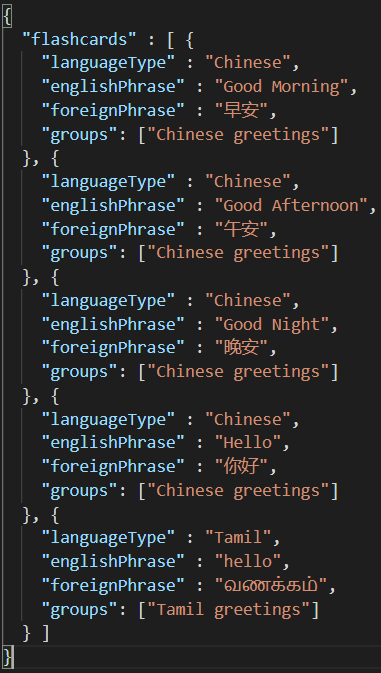 {
  "flashcards" : [ {
    "languageType" : "Chinese",
    "englishPhrase" : "Good Morning",
    "foreignPhrase" : "早安",
    "groups": ["Chinese greetings"]
  }, {
    "languageType" : "Chinese",
    "englishPhrase" : "Good Afternoon",
    "foreignPhrase" : "午安",
    "groups": ["Chinese greetings"]
  }, {
    "languageType" : "Chinese",
    "englishPhrase" : "Good Night",
    "foreignPhrase" : "晚安",
    "groups": ["Chinese greetings"]
  }, {
    "languageType" : "Chinese",
    "englishPhrase" : "Hello",
    "foreignPhrase" : "你好",
    "groups": ["Chinese greetings"]
  }, {
    "languageType" : "Tamil",
    "englishPhrase" : "hello",
    "foreignPhrase" : "வணக்கம்",
    "groups": ["Tamil greetings"]
  } ]
}